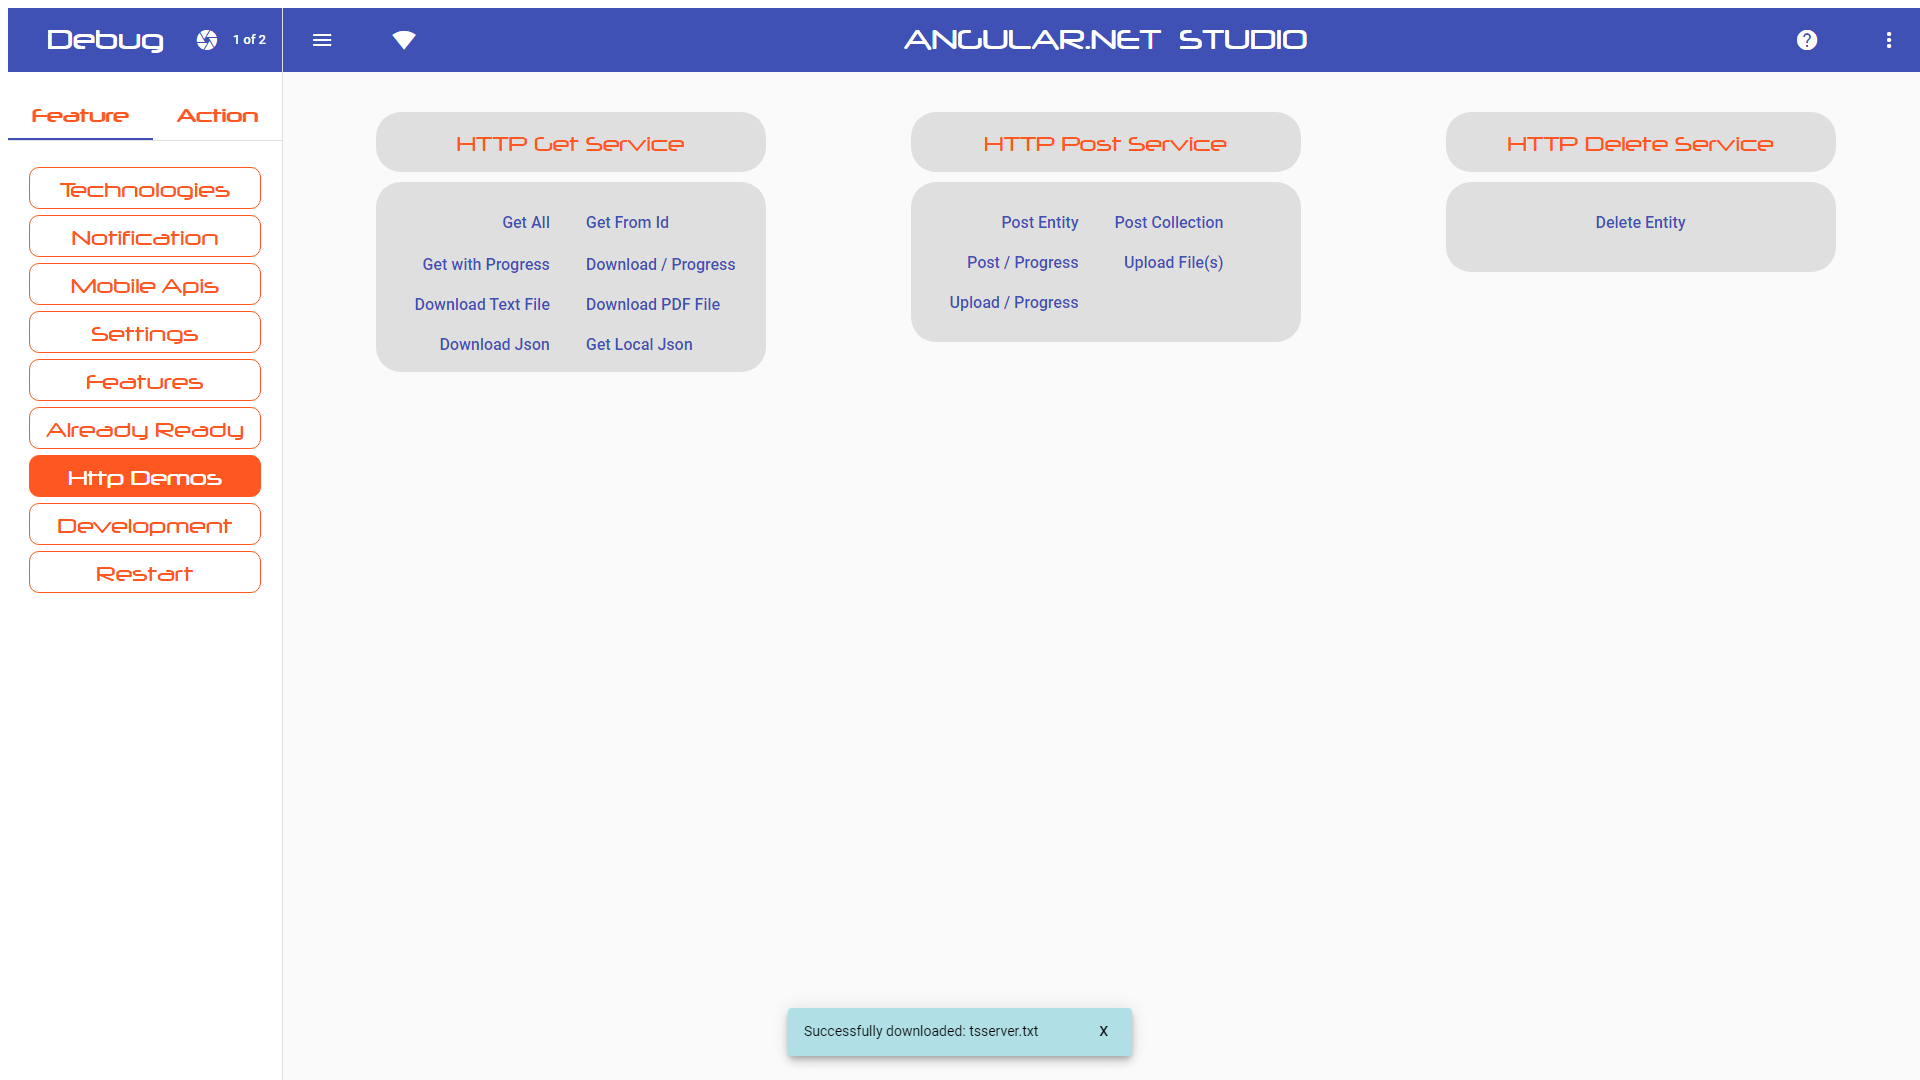 Debug 1 of 2 ANGULAR.NET STUDIO
Feature Action
Technologies
Notification
Mobile Apis
Settings
Features
Already Ready
Http Demos
Development
Restart
HTTP Get Service
Get All Get From Id
Get with Progress Download / Progress
Download Text File Download PDF File
Download Json Get Local Json
HTTP Post Service
Post Entity Post Collection
Post / Progress Upload File(s)
Upload / Progress
HTTP Delete Service
Delete Entity
Successfully downloaded: tsserver.txt X